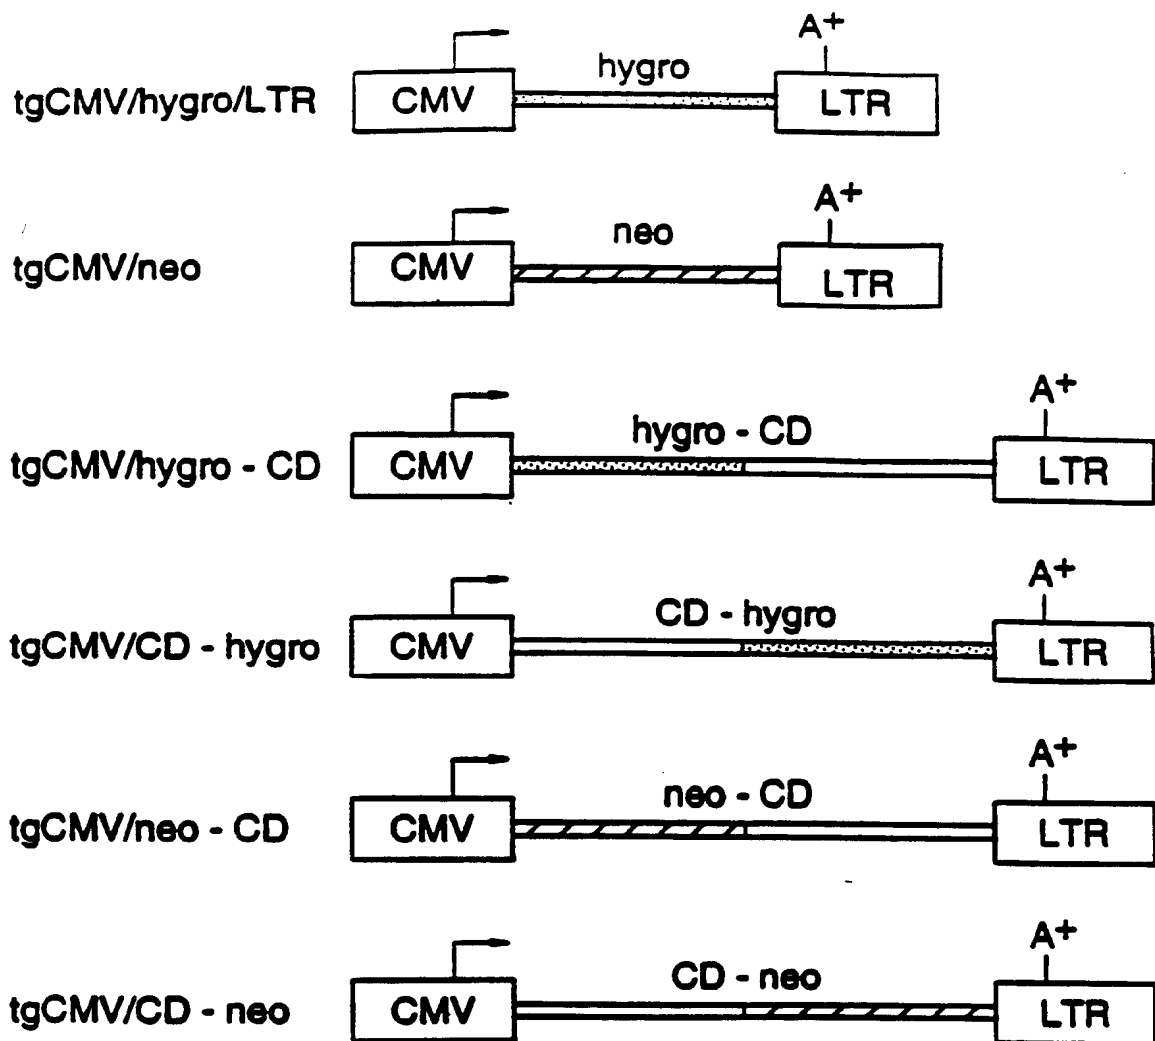 A+
hygro
tgCMV/hygro/LTR CMV LTR
A+
neo
tgCMV/neo CMV LTR
A+
hygro - CD
tgCMV/hygro - CD CMV LTR
A+
CD - hygro
tgCMV/CD - hygro CMV LTR
A+
neo - CD
tgCMV/neo - CD CMV LTR
A+
CD - neo
tgCMV/CD - neo CMV LTR